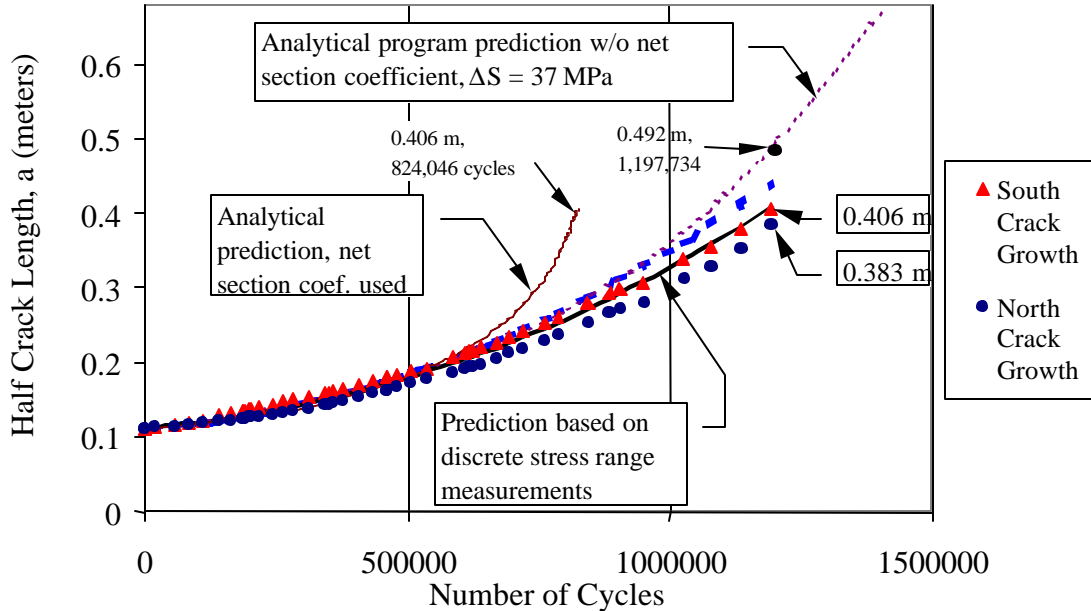 Analytical program prediction w/o net
section coefficient, ΔS = 37 MPa
0.406 m,
824,046 cycles
0.492 m,
1,197,734
Analytical
prediction, net
section coef. used
0.406 m
0.383 m
Prediction based on
discrete stress range
measurements
South
Crack
Growth
North
Crack
Growth
Half Crack Length, a (meters)
0.6
0.5
0.4
0.3
0.2
0.1
0
0 500000 1000000 1500000
Number of Cycles